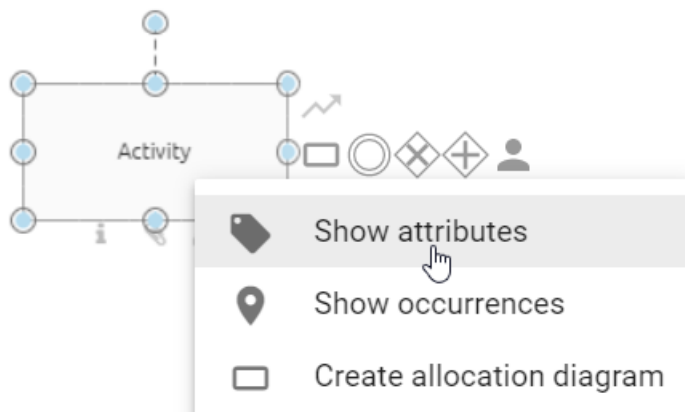 Activity
Show attributes
Show occurrences
Create allocation diagram